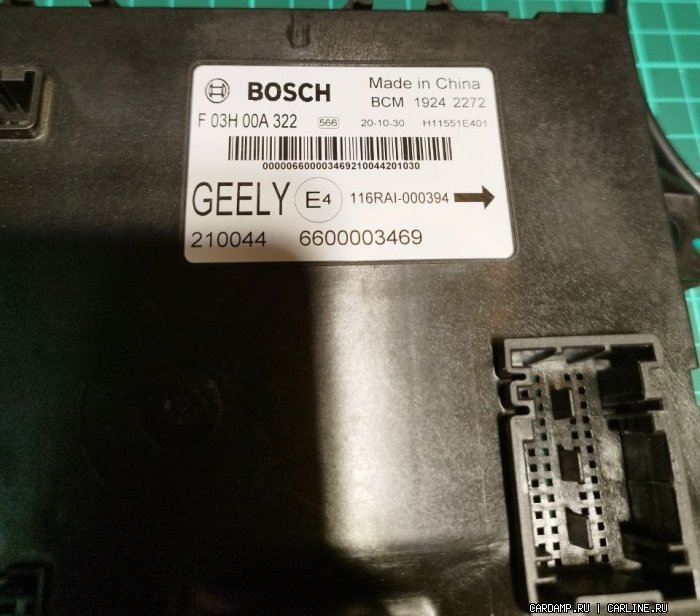 BOSCH Made in China
BCM 1924 2272
F 03H 00A 322 566 20-10-30 H11551E401
000006600003469210044201030
GEELY E4 116RAI-000394
210044 6600003469
CARDAMP.RU | CARLINE.RU